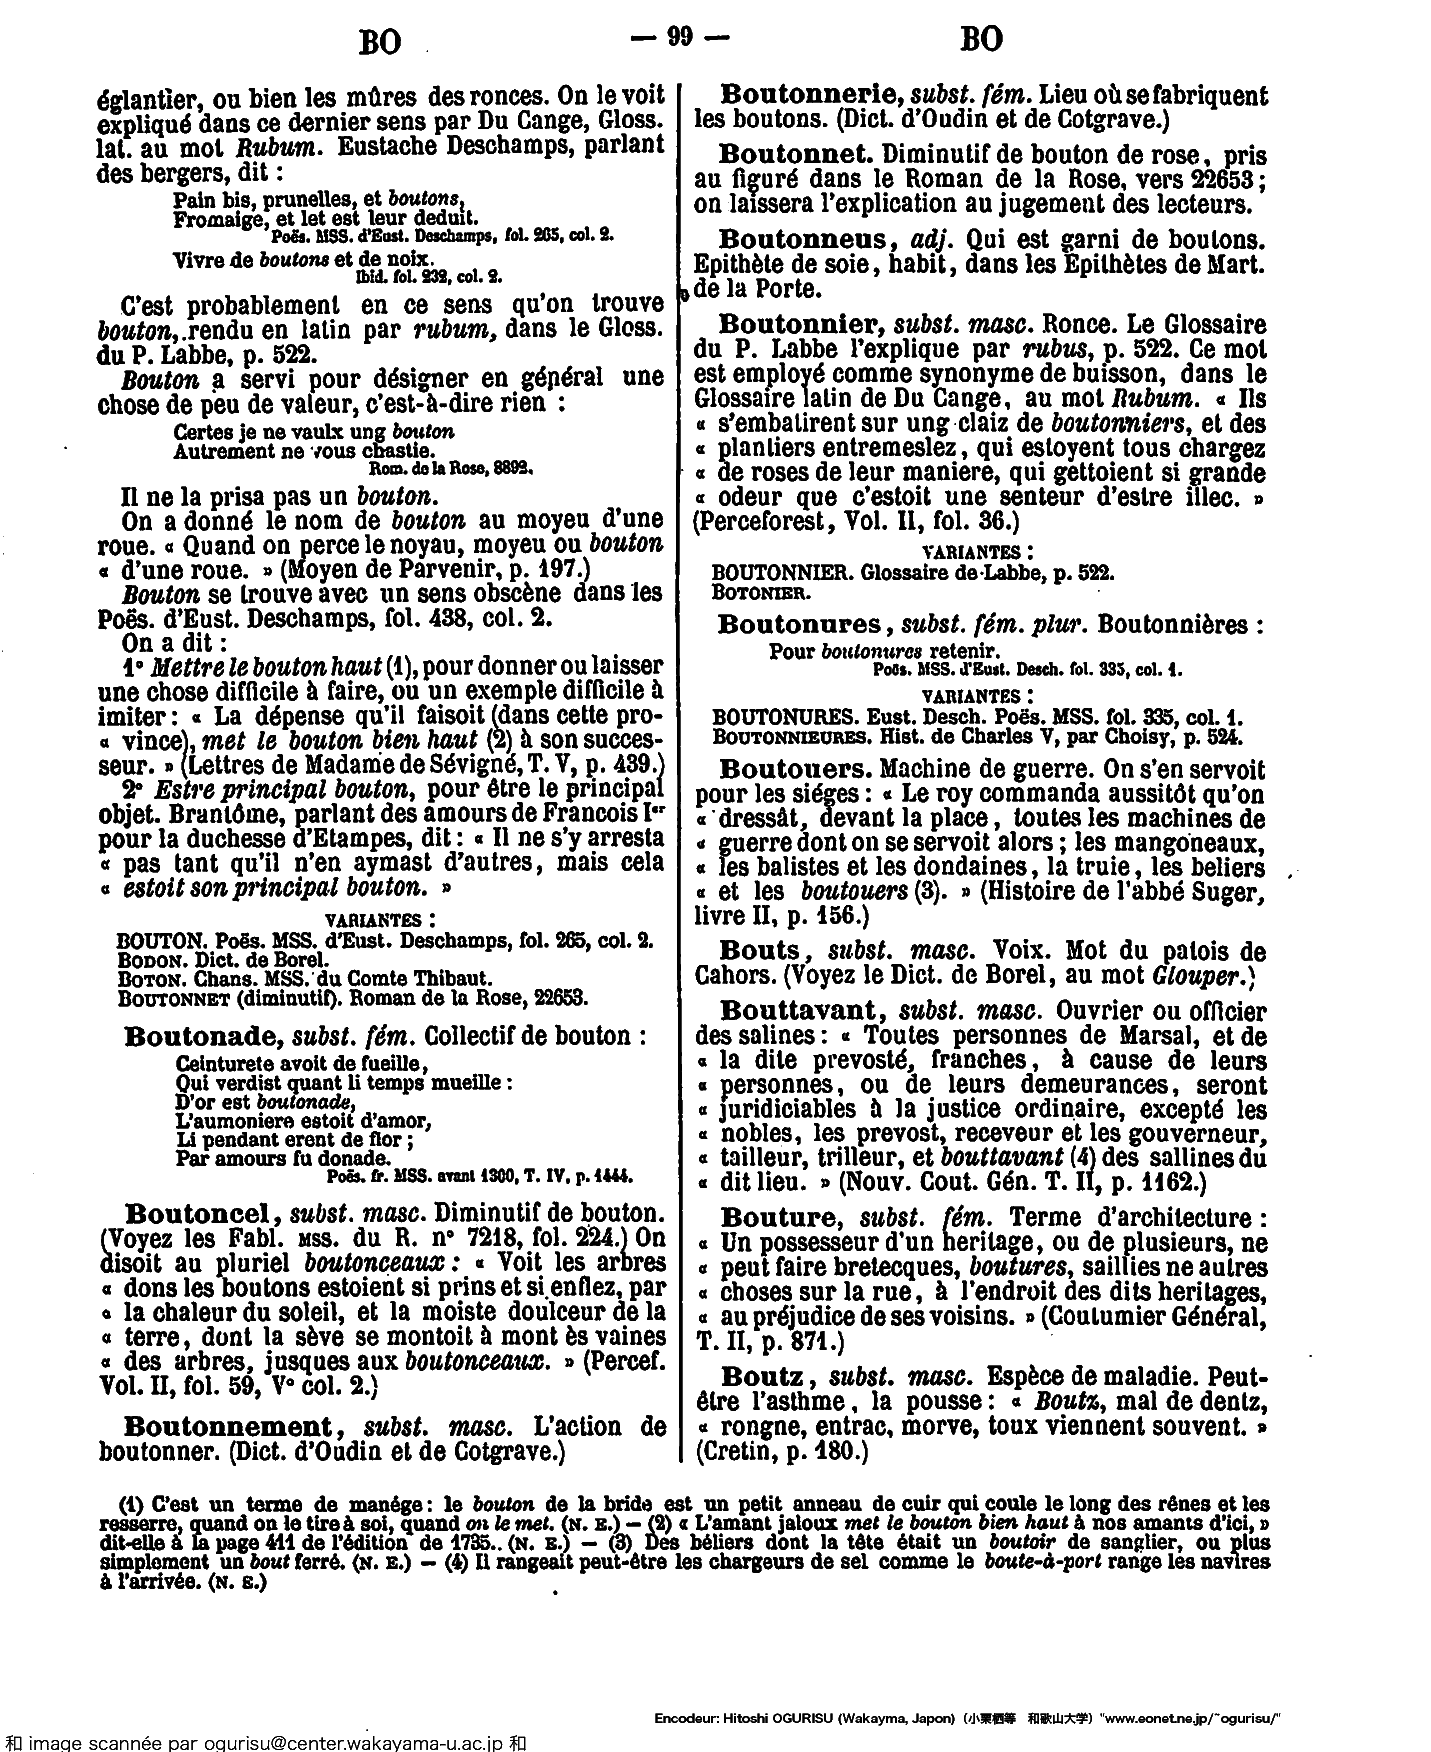 BO — 99 — BO
églantier, ou bien les mûres des ronces. On le voit
expliqué dans ce dernier sens par Du Cange, Gloss.
lat. au mot Rubum. Eustache Deschamps, parlant
des bergers, dit :
Pain bis, prunelles, et boutons,
Fromaige, et let est leur deduit.
Poës. MSS. d'Eust. Deschamps, fol. 265, col. 2.
Vivre de boutons et de noix.
Ibid. fol. 232, col. 2.
C'est probablement en ce sens qu'on trouve
bouton, rendu en latin par rubum, dans le Gloss.
du P. Labbe, p. 522.
Bouton a servi pour désigner en général une
chose de peu de valeur, c'est-à-dire rien :
Certes je ne vaulx ung bouton
Autrement ne vous chastie.
Rom. de la Rose, 8892.
Il ne la prisa pas un bouton.
On a donné le nom de bouton au moyeu d'une
roue. « Quand on perce le noyau, moyeu ou bouton
« d'une roue. » (Moyen de Parvenir, p. 197.)
Bouton se trouve avec un sens obscène dans les
Poës. d'Eust. Deschamps, fol. 438, col. 2.
On a dit :
1° Mettre le bouton haut (1), pour donner ou laisser
une chose difficile à faire, ou un exemple difficile à
imiter : « La dépense qu'il faisoit (dans cette pro-
« vince), met le bouton bien haut (2) à son succes-
seur. » (Lettres de Madame de Sévigné, T. V, p. 439.)
2° Estre principal bouton, pour être le principal
objet. Brantôme, parlant des amours de Francois Ier
pour la duchesse d'Etampes, dit : « Il ne s'y arresta
« pas tant qu'il n'en aymast d'autres, mais cela
« estoit son principal bouton. »
VARIANTES :
BOUTON. Poës. MSS. d'Eust. Deschamps, fol. 265, col. 2.
BODON. Dict. de Borel.
BOTON. Chans. MSS. du Comte Thibaut.
BOUTONNET (diminutif). Roman de la Rose, 22653.
Boutonade, subst. fém. Collectif de bouton :
Ceinturete avoit de fueille,
Qui verdist quant li temps mueille :
D'or est boutonade,
L'aumoniere estoit d'amor,
Li pendant erent de flor ;
Par amours fu donade.
Poës. fr. MSS. avant 1300, T. IV, p. 1444.
Boutoncel, subst. masc. Diminutif de bouton.
(Voyez les Fabl. MSS. du R. n° 7218, fol. 224.) On
disoit au pluriel boutonceaux : « Voit les arbres
« dons les boutons estoient si prins et si enflez, par
« la chaleur du soleil, et la moiste doulceur de la
« terre, dont la sève se montoit à mont ès vaines
« des arbres, jusques aux boutonceaux. » (Percef.
Vol. II, fol. 59, V° col. 2.)
Boutonnement, subst. masc. L'action de
boutonner. (Dict. d'Oudin et de Cotgrave.)
Boutonnerie, subst. fém. Lieu où se fabriquent
les boutons. (Dict. d'Oudin et de Cotgrave.)
Boutonnet. Diminutif de bouton de rose, pris
au figuré dans le Roman de la Rose, vers 22653 ;
on laissera l'explication au jugement des lecteurs.
Boutonneus, adj. Qui est garni de boutons.
Epithète de soie, habit, dans les Epithètes de Mart.
de la Porte.
Boutonnier, subst. masc. Ronce. Le Glossaire
du P. Labbe l'explique par rubus, p. 522. Ce mot
est employé comme synonyme de buisson, dans le
Glossaire latin de Du Cange, au mot Rubum. « Ils
« s'embatirent sur ung claiz de boutonniers, et des
« plantiers entremeslez, qui estoyent tous chargez
« de roses de leur maniere, qui gettoient si grande
« odeur que c'estoit une senteur d'estre illec. »
(Perceforest, Vol. II, fol. 36.)
VARIANTES :
BOUTONNIER. Glossaire de Labbe, p. 522.
BOTONIER.
Boutonures, subst. fém. plur. Boutonnières :
Pour boutonures retenir.
Poës. MSS. d'Eust. Desch. fol. 335, col. 1.
VARIANTES :
BOUTONURES. Eust. Desch. Poës. MSS. fol. 335, col. 1.
BOUTONNIEURES. Hist. de Charles V, par Choisy, p. 524.
Boutouers. Machine de guerre. On s'en servoit
pour les siéges : « Le roy commanda aussitôt qu'on
« dressât, devant la place, toutes les machines de
« guerre dont on se servoit alors ; les mangoneaux,
« les balistes et les dondaines, la truie, les beliers
« et les boutouers (3). » (Histoire de l'abbé Suger,
livre II, p. 156.)
Bouts, subst. masc. Voix. Mot du patois de
Cahors. (Voyez le Dict. de Borel, au mot Glouper.)
Bouttavant, subst. masc. Ouvrier ou officier
des salines : « Toutes personnes de Marsal, et de
« la dite prevosté, franches, à cause de leurs
« personnes, ou de leurs demeurances, seront
« juridiciables à la justice ordinaire, excepté les
« nobles, les prevost, receveur et les gouverneur,
« tailleur, trilleur, et bouttavant (4) des sallines du
« dit lieu. » (Nouv. Cout. Gén. T. II, p. 1162.)
Bouture, subst. fém. Terme d'architecture :
« Un possesseur d'un heritage, ou de plusieurs, ne
« peut faire bretecques, boutures, saillies ne autres
« choses sur la rue, à l'endroit des dits heritages,
« au préjudice de ses voisins. » (Coutumier Général,
T. II, p. 871.)
Boutz, subst. masc. Espèce de maladie. Peut-
être l'asthme, la pousse : « Boutz, mal de dentz,
« rongne, entrac, morve, toux viennent souvent. »
(Cretin, p. 180.)
(1) C'est un terme de manége : le bouton de la bride est un petit anneau de cuir qui coule le long des rênes et les
resserre, quand on le tire à soi, quand on le met. (N. E.) — (2) « L'amant jaloux met le bouton bien haut à nos amants d'ici, »
dit-elle à la page 411 de l'édition de 1735.. (N. E.) — (3) Des béliers dont la tête était un boutoir de sanglier, ou plus
simplement un bout ferré. (N. E.) — (4) Il rangeait peut-être les chargeurs de sel comme le boute-à-port range les navires
à l'arrivée. (N. E.)
Encodeur: Hitoshi OGURISU (Wakayma, Japon) (小栗栖等 和歌山大学) "www.eonet.ne.jp/~ogurisu/"
和 image scannée par ogurisu@center.wakayama-u.ac.jp 和